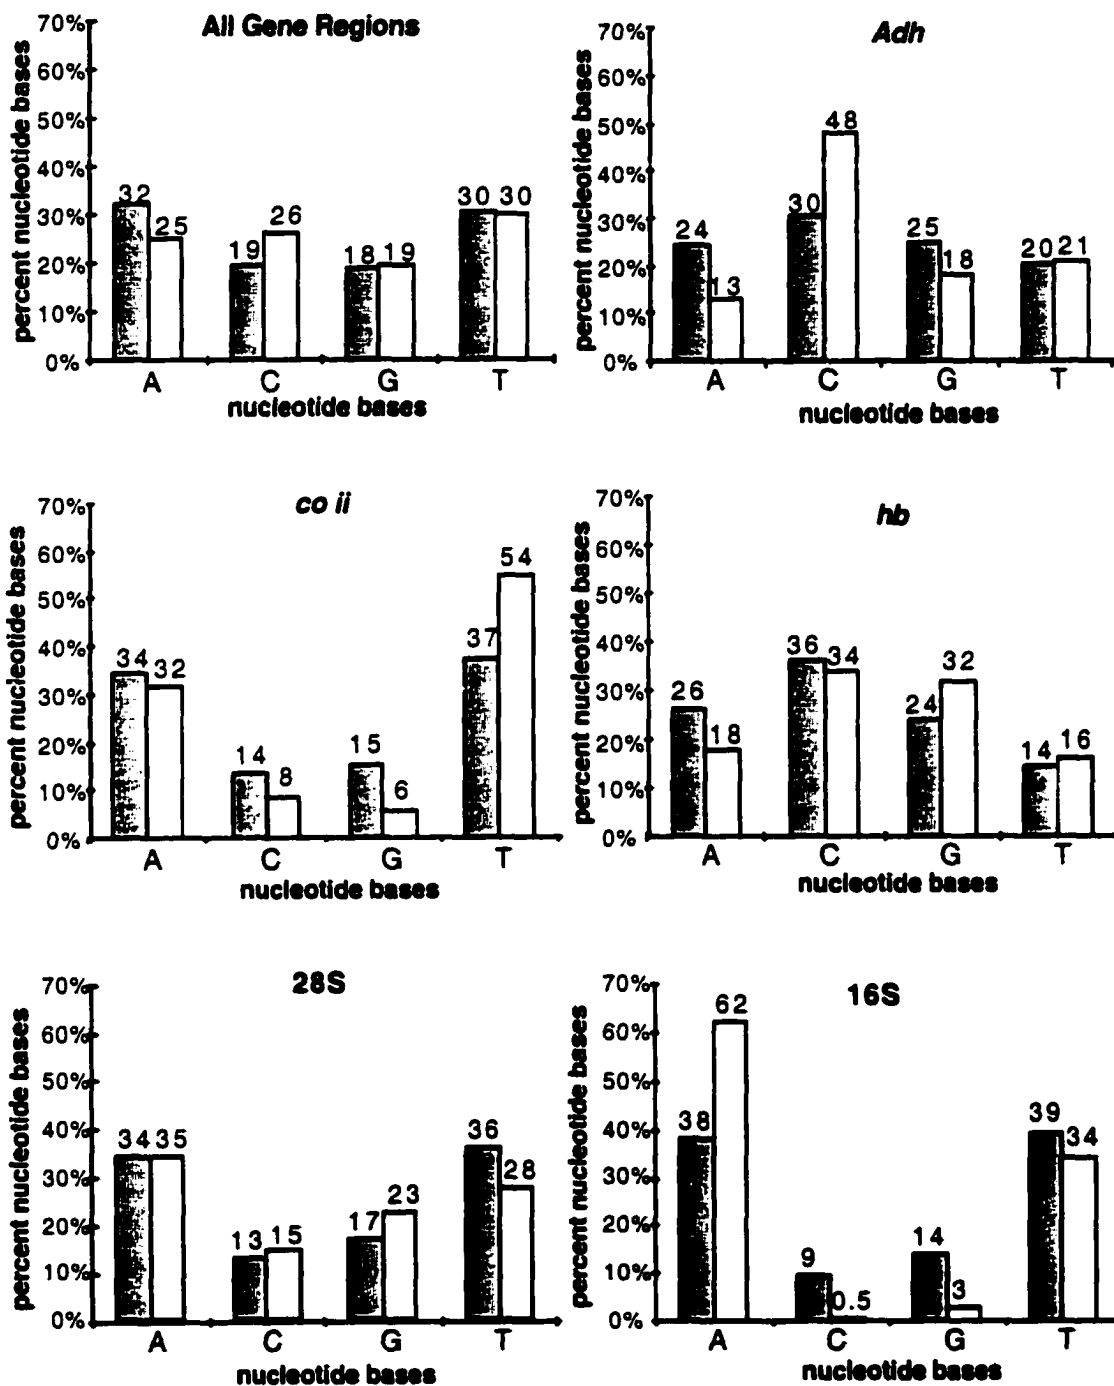 All Gene Regions
percent nucleotide bases
70%
60%
50%
40%
30%
20%
10%
0%
32 25 19 26 18 19 30 30
A C G T
nucleotide bases
Adh
percent nucleotide bases
70%
60%
50%
40%
30%
20%
10%
0%
24 13 30 48 25 18 20 21
A C G T
nucleotide bases
co ii
percent nucleotide bases
70%
60%
50%
40%
30%
20%
10%
0%
34 32 14 8 15 6 37 54
A C G T
nucleotide bases
hb
percent nucleotide bases
70%
60%
50%
40%
30%
20%
10%
0%
26 18 36 34 24 32 14 16
A C G T
nucleotide bases
28S
percent nucleotide bases
70%
60%
50%
40%
30%
20%
10%
0%
34 35 13 15 17 23 36 28
A C G T
nucleotide bases
16S
percent nucleotide bases
70%
60%
50%
40%
30%
20%
10%
0%
38 62 9 0.5 14 3 39 34
A C G T
nucleotide bases